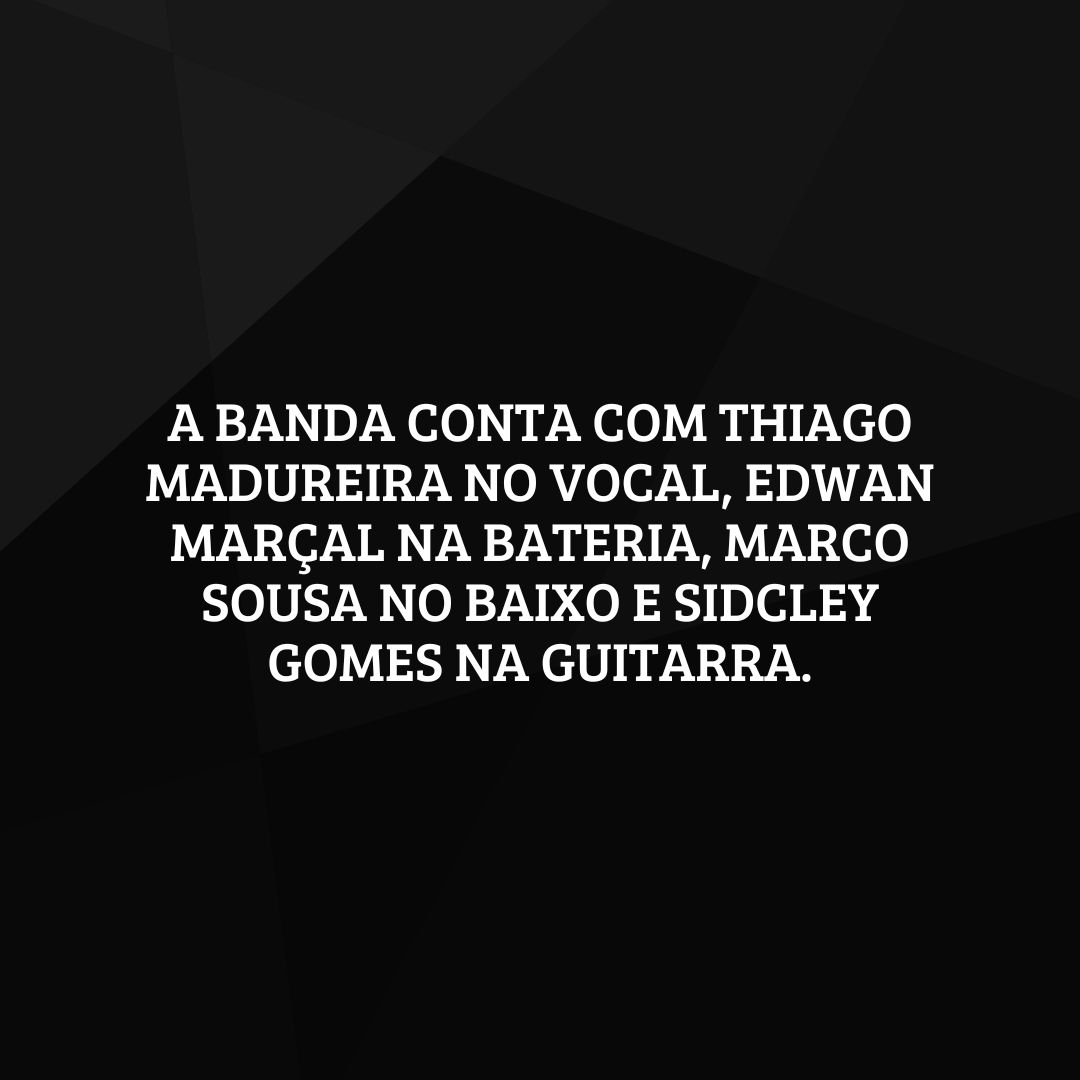 A BANDA CONTA COM THIAGO
MADUREIRA NO VOCAL, EDWAN
MARÇAL NA BATERIA, MARCO
SOUSA NO BAIXO E SIDCLEY
GOMES NA GUITARRA.